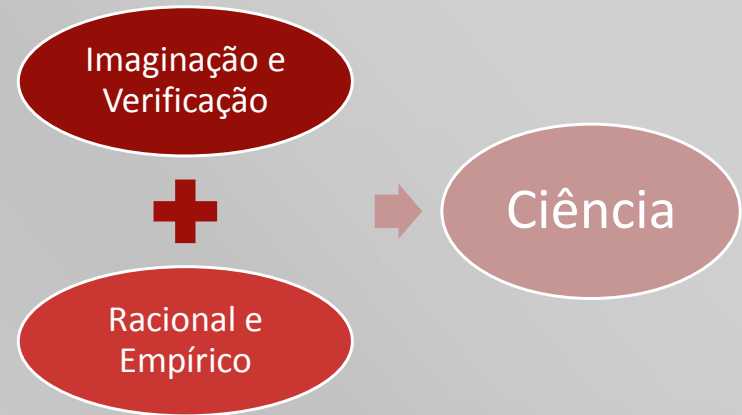 Imaginação e
Verificação
Ciência
Racional e
Empírico